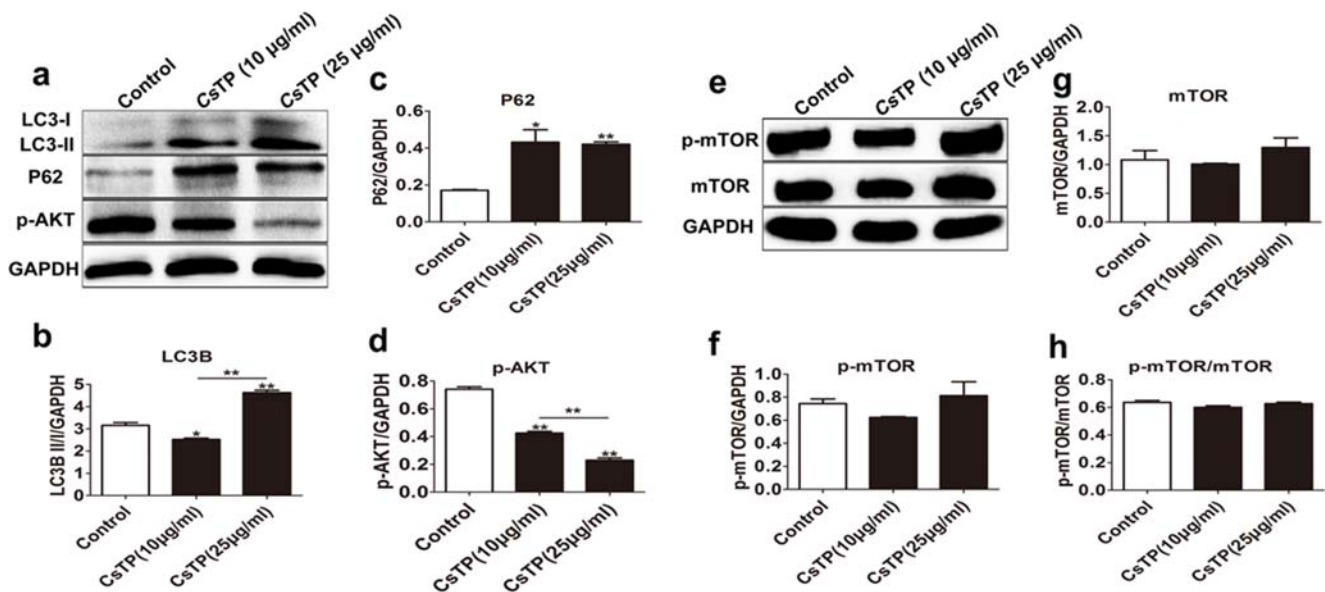 a
Control
CsTP (10 µg/ml)
CsTP (25 µg/ml)
LC3-I
LC3-II
P62
p-AKT
GAPDH
c
P62
P62/GAPDH
0.6
0.4
0.2
0.0
*
**
Control
CsTP(10µg/ml)
CsTP(25µg/ml)
e
Control
CsTP (10 µg/ml)
CsTP (25 µg/ml)
p-mTOR
mTOR
GAPDH
g
mTOR
mTOR/GAPDH
2.0
1.5
1.0
0.5
0.0
Control
CsTP(10µg/ml)
CsTP(25µg/ml)
b
LC3B
LC3B II/I/GAPDH
5
4
3
2
1
0
**
*
**
Control
CsTP(10µg/ml)
CsTP(25µg/ml)
d
p-AKT
p-AKT/GAPDH
0.8
0.6
0.4
0.2
0.0
**
**
**
Control
CsTP(10µg/ml)
CsTP(25µg/ml)
f
p-mTOR
p-mTOR/GAPDH
1.0
0.8
0.6
0.4
0.2
0.0
Control
CsTP(10µg/ml)
CsTP(25µg/ml)
h
p-mTOR/mTOR
p-mTOR/mTOR
0.8
0.6
0.4
0.2
0.0
Control
CsTP(10µg/ml)
CsTP(25µg/ml)